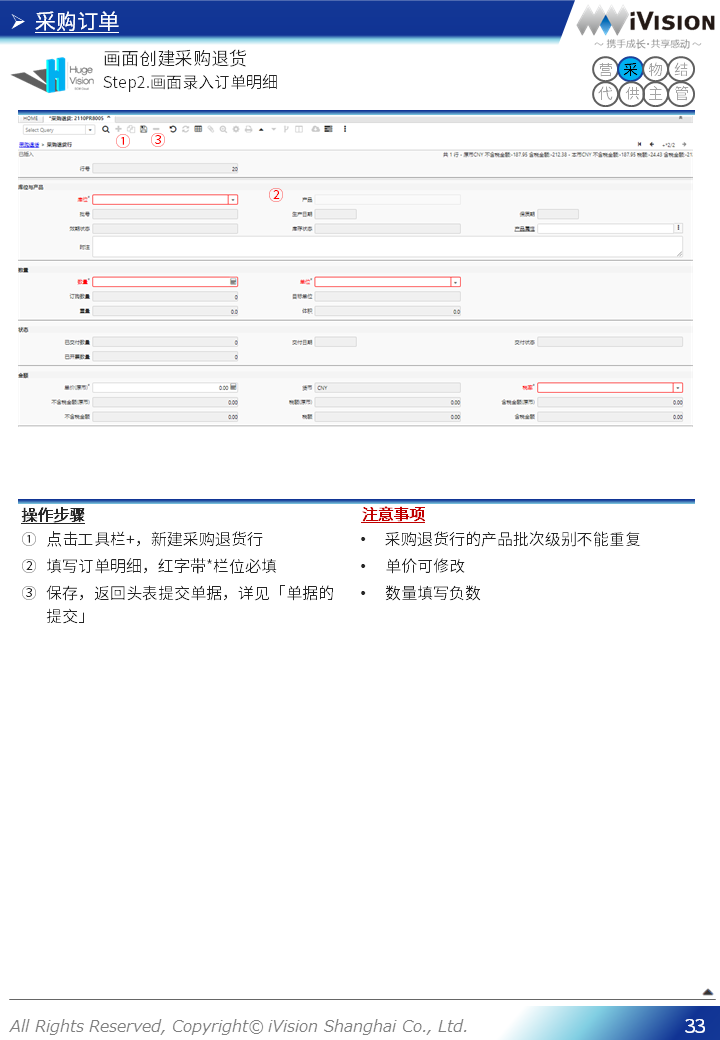 采购订单
iVISION
～ 携手成长·共享感动 ～
Huge
Vision
画面创建采购退货
Step2.画面录入订单明细
营 采 物 结
代 供 主 管
HOME *采购退货: 2110PR8005
Select Query
① ③
采购退货 > 采购退货行
+*2/2
已插入
共 1 行 - 原币CNY 不含税金额:-187.95 含税金额:-212.38 - 本币CNY 不含税金额:-187.95 税额:-24.43 含税金额:-21
行号 20
②
库位与产品
库位* 产品
批号 生产日期 保质期
效期状态 库存状态 产品属性
附注
数量
数量* 单位*
订购数量 0 目标单位
重量 0.0 体积 0.0
状态
已交付数量 0 交付日期 交付状态
已开票数量 0
金额
单价(原币)* 0.00 货币 CNY 税率*
不含税金额(原币) 0.00 税额(原币) 0.00 含税金额(原币) 0.00
不含税金额 0.00 税额 0.00 含税金额 0.00
操作步骤
① 点击工具栏+，新建采购退货行
② 填写订单明细，红字带*栏位必填
③ 保存，返回头表提交单据，详见「单据的
提交」
注意事项
• 采购退货行的产品批次级别不能重复
• 单价可修改
• 数量填写负数
All Rights Reserved, Copyright© iVision Shanghai Co., Ltd.
33